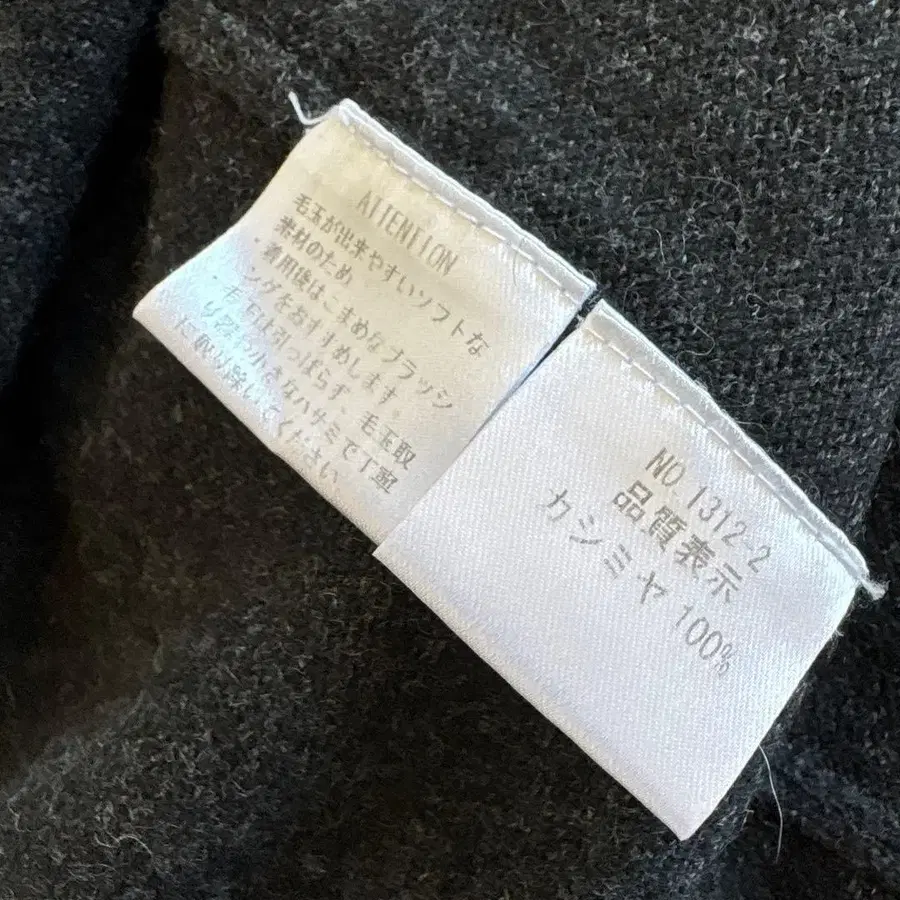 ATTENTION
毛玉が出来やすいソフトな
素材のため
・着用後はこまめなブラッシ
ングをおすすめします。
・毛玉は引っぱらず、毛玉取
り器や小さなハサミで丁寧
に取り除いてください
NO 1312-2
品質表示
カシミヤ 100%